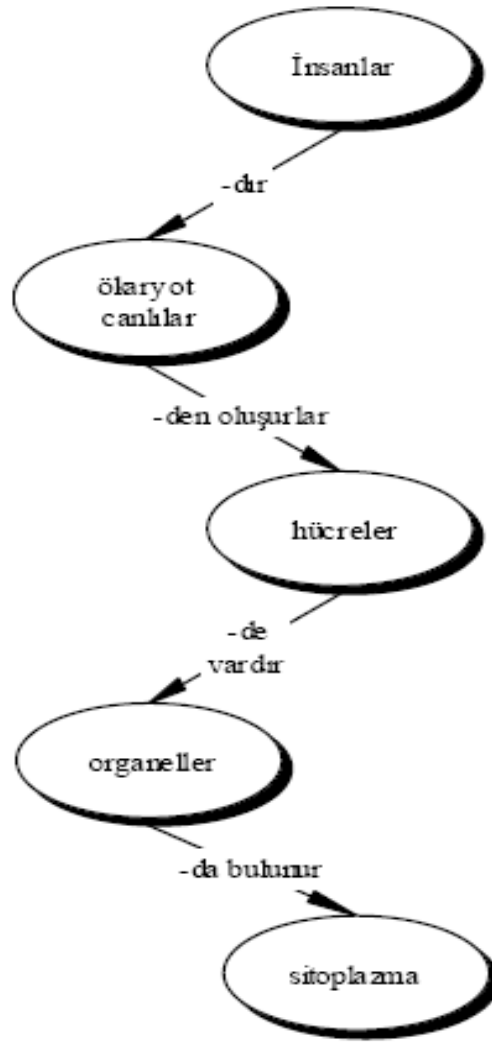 İnsanlar
-dır
ökaryot
canlılar
-den oluşurlar
hücreler
-de
vardır
organeller
-da bulunur
sitoplazma